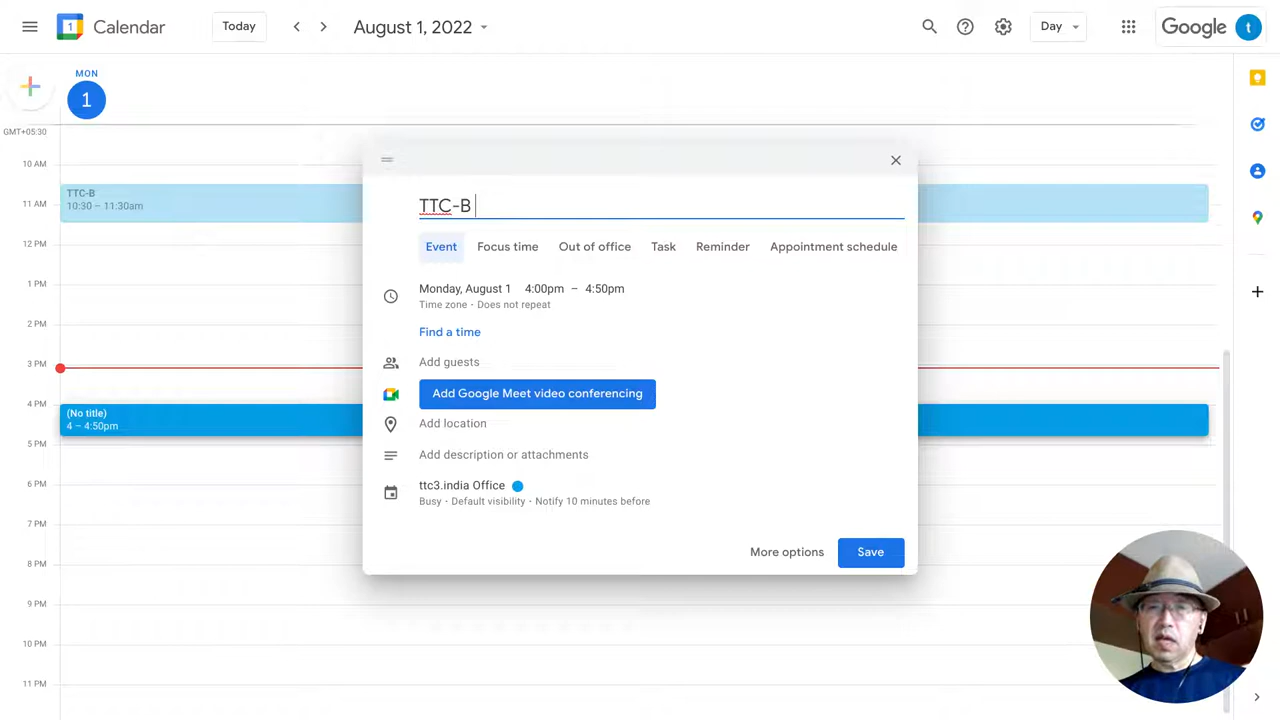 1
Calendar
Today
August 1, 2022
Day
Google
t
MON
1
GMT+05:30
10 AM
11 AM
12 PM
1 PM
2 PM
3 PM
4 PM
5 PM
6 PM
7 PM
8 PM
9 PM
10 PM
11 PM
TTC-B
10:30 – 11:30am
(No title)
4 – 4:50pm
TTC-B
Event
Focus time
Out of office
Task
Reminder
Appointment schedule
Monday, August 1 4:00pm – 4:50pm
Time zone · Does not repeat
Find a time
Add guests
Add Google Meet video conferencing
Add location
Add description or attachments
ttc3.india Office
Busy · Default visibility · Notify 10 minutes before
More options
Save